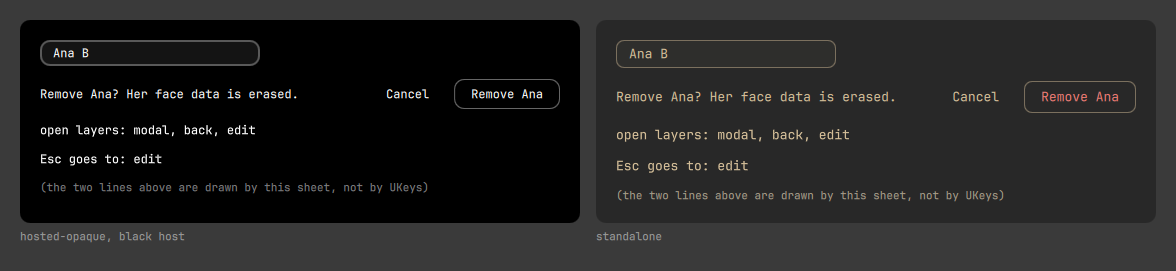 Ana B
Remove Ana? Her face data is erased. Cancel Remove Ana
open layers: modal, back, edit
Esc goes to: edit
(the two lines above are drawn by this sheet, not by UKeys)
hosted-opaque, black host
Ana B
Remove Ana? Her face data is erased. Cancel Remove Ana
open layers: modal, back, edit
Esc goes to: edit
(the two lines above are drawn by this sheet, not by UKeys)
standalone